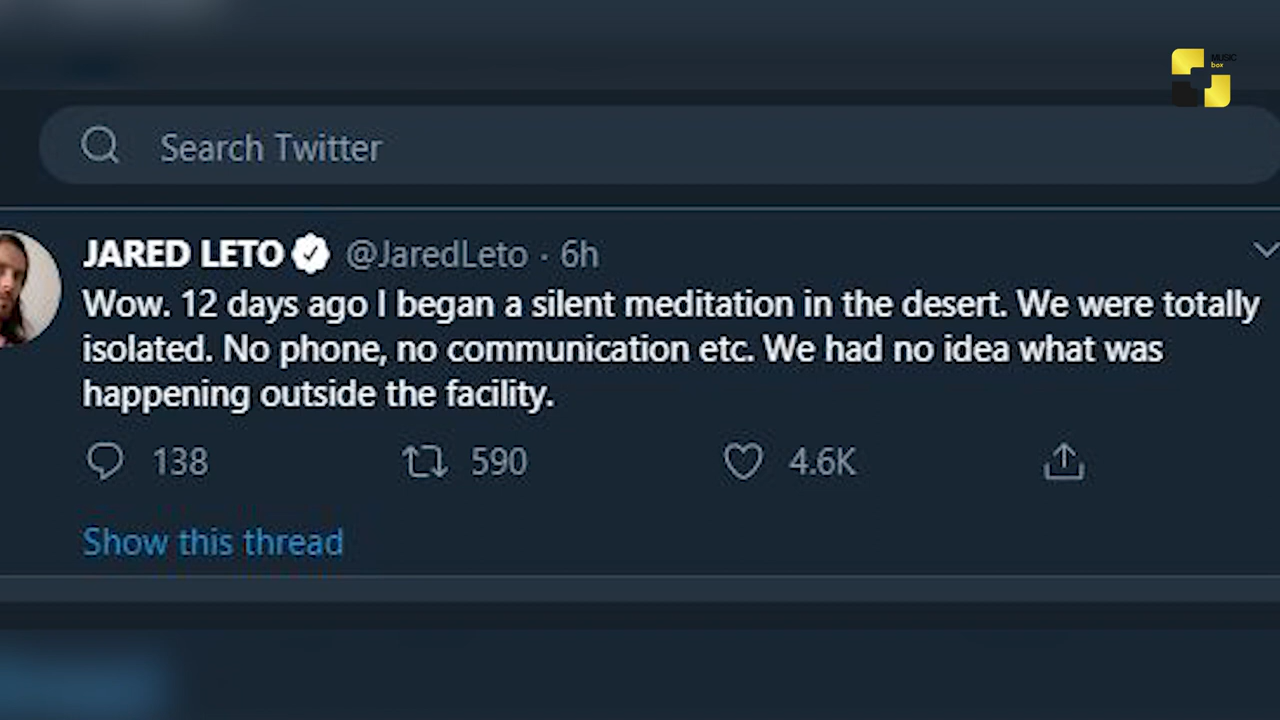 MUSIC
box
Search Twitter
JARED LETO @JaredLeto · 6h
Wow. 12 days ago I began a silent meditation in the desert. We were totally
isolated. No phone, no communication etc. We had no idea what was
happening outside the facility.
138 590 4.6K
Show this thread